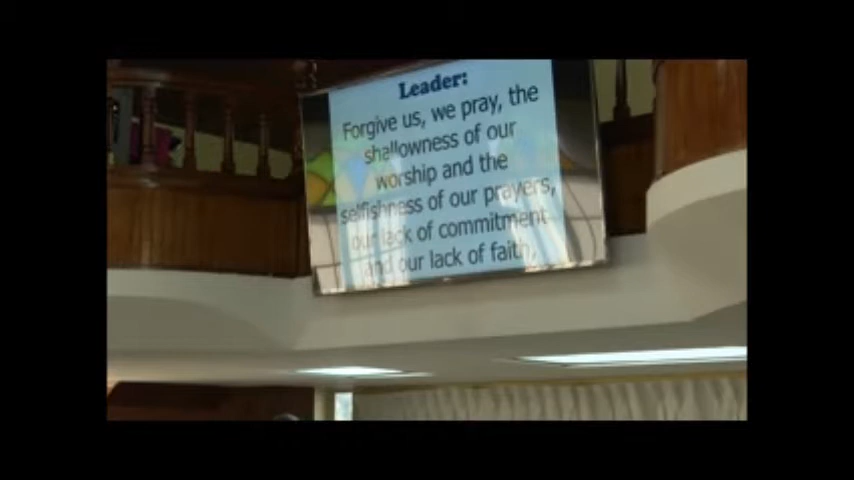 Leader:
Forgive us, we pray, the
shallowness of our
worship and the
selfishness of our prayers,
our lack of commitment
and our lack of faith,